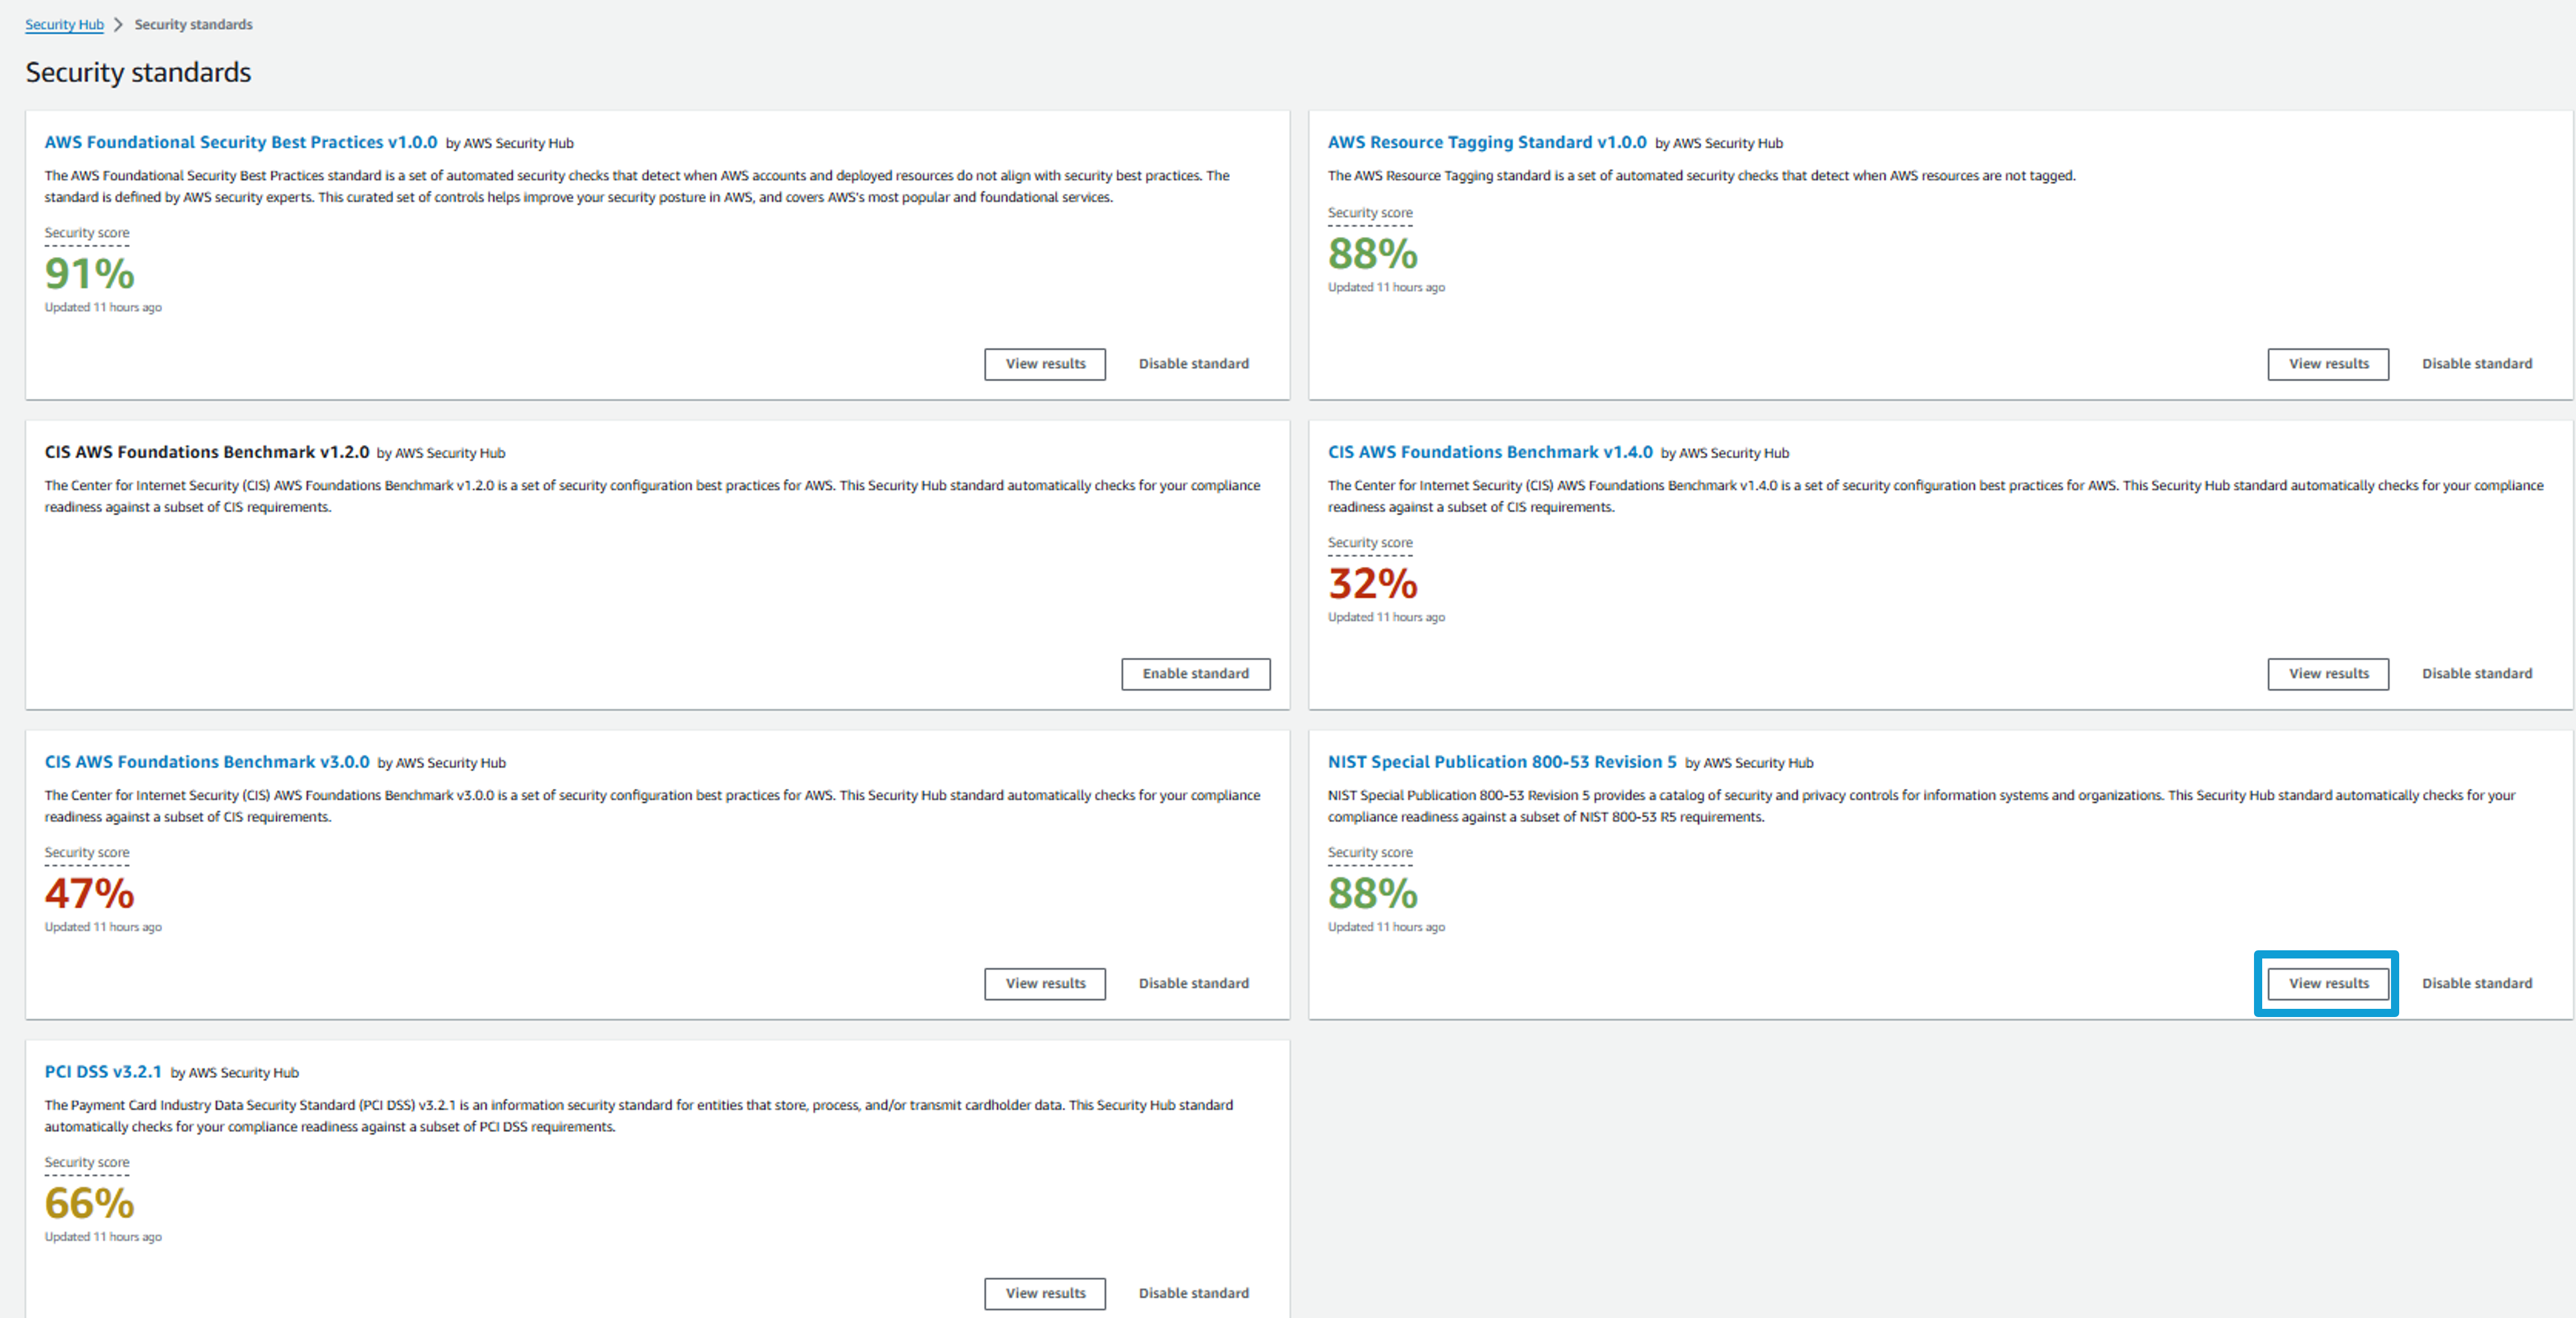 Security Hub > Security standards
Security standards
AWS Foundational Security Best Practices v1.0.0 by AWS Security Hub
The AWS Foundational Security Best Practices standard is a set of automated security checks that detect when AWS accounts and deployed resources do not align with security best practices. The
standard is defined by AWS security experts. This curated set of controls helps improve your security posture in AWS, and covers AWS's most popular and foundational services.
Security score
91%
Updated 11 hours ago
View results Disable standard
AWS Resource Tagging Standard v1.0.0 by AWS Security Hub
The AWS Resource Tagging standard is a set of automated security checks that detect when AWS resources are not tagged.
Security score
88%
Updated 11 hours ago
View results Disable standard
CIS AWS Foundations Benchmark v1.2.0 by AWS Security Hub
The Center for Internet Security (CIS) AWS Foundations Benchmark v1.2.0 is a set of security configuration best practices for AWS. This Security Hub standard automatically checks for your compliance
readiness against a subset of CIS requirements.
Enable standard
CIS AWS Foundations Benchmark v1.4.0 by AWS Security Hub
The Center for Internet Security (CIS) AWS Foundations Benchmark v1.4.0 is a set of security configuration best practices for AWS. This Security Hub standard automatically checks for your compliance
readiness against a subset of CIS requirements.
Security score
32%
Updated 11 hours ago
View results Disable standard
CIS AWS Foundations Benchmark v3.0.0 by AWS Security Hub
The Center for Internet Security (CIS) AWS Foundations Benchmark v3.0.0 is a set of security configuration best practices for AWS. This Security Hub standard automatically checks for your compliance
readiness against a subset of CIS requirements.
Security score
47%
Updated 11 hours ago
View results Disable standard
NIST Special Publication 800-53 Revision 5 by AWS Security Hub
NIST Special Publication 800-53 Revision 5 provides a catalog of security and privacy controls for information systems and organizations. This Security Hub standard automatically checks for your
compliance readiness against a subset of NIST 800-53 R5 requirements.
Security score
88%
Updated 11 hours ago
View results Disable standard
PCI DSS v3.2.1 by AWS Security Hub
The Payment Card Industry Data Security Standard (PCI DSS) v3.2.1 is an information security standard for entities that store, process, and/or transmit cardholder data. This Security Hub standard
automatically checks for your compliance readiness against a subset of PCI DSS requirements.
Security score
66%
Updated 11 hours ago
View results Disable standard